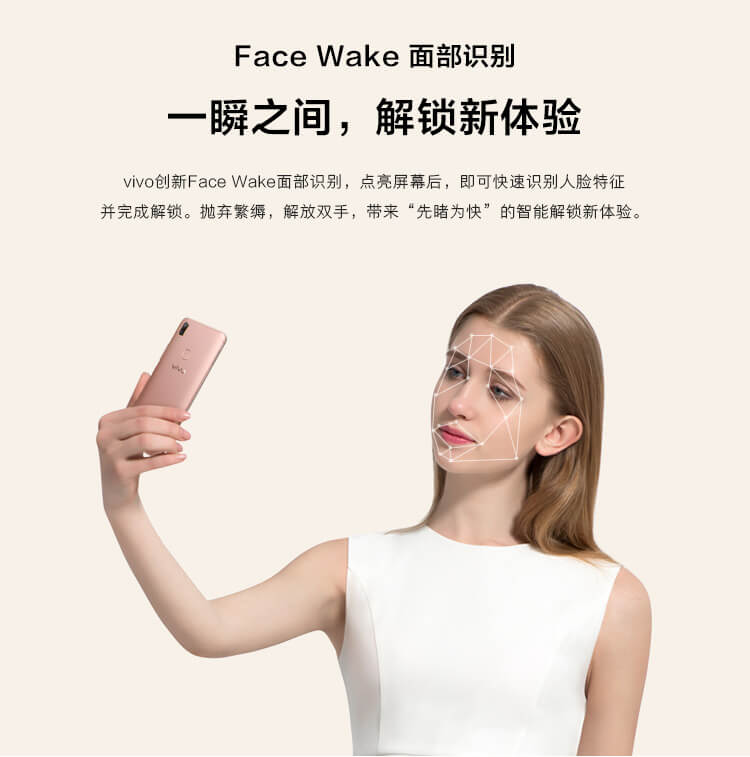 Face Wake 面部识别
一瞬之间，解锁新体验
vivo创新Face Wake面部识别，点亮屏幕后，即可快速识别人脸特征
并完成解锁。抛弃繁缛，解放双手，带来“先睹为快”的智能解锁新体验。
vivo